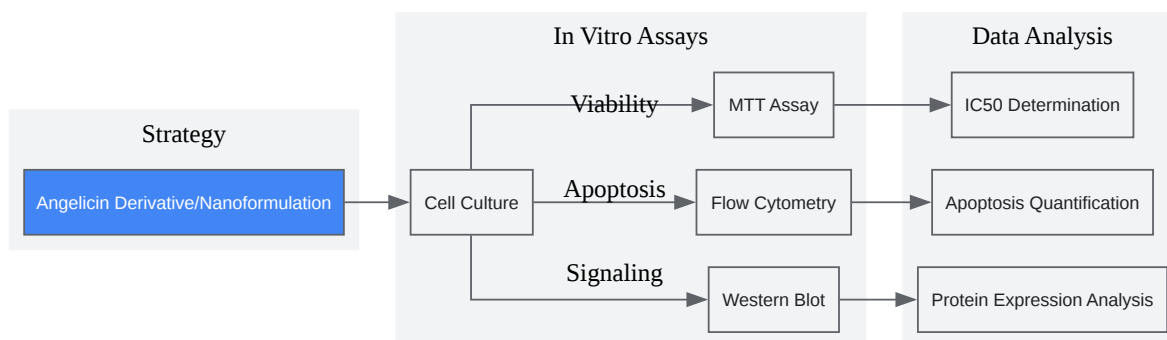 Strategy
Angelicin Derivative/Nanoformulation
In Vitro Assays
Cell Culture
Viability
MTT Assay
Apoptosis
Flow Cytometry
Signaling
Western Blot
Data Analysis
IC50 Determination
Apoptosis Quantification
Protein Expression Analysis